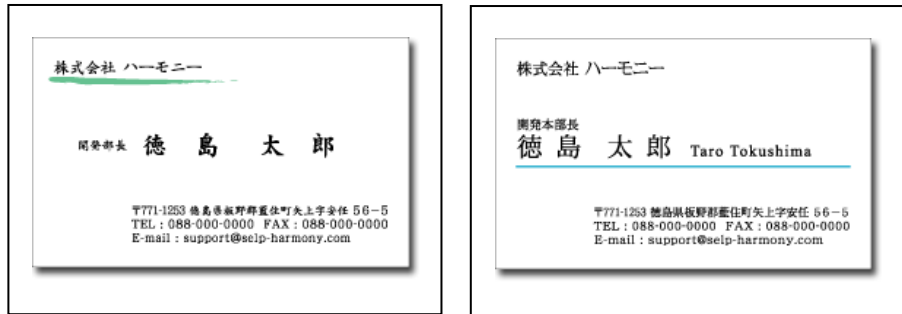 株式会社 ハーモニー
開発部長 徳島 太郎
〒771-1253 徳島県板野郡藍住町矢上字安任 56-5
TEL : 088-000-0000 FAX : 088-000-0000
E-mail : support@selp-harmony.com
株式会社 ハーモニー
開発本部長
徳島 太郎 Taro Tokushima
〒771-1253 徳島県板野郡藍住町矢上字安任 56-5
TEL : 088-000-0000 FAX : 088-000-0000
E-mail : support@selp-harmony.com